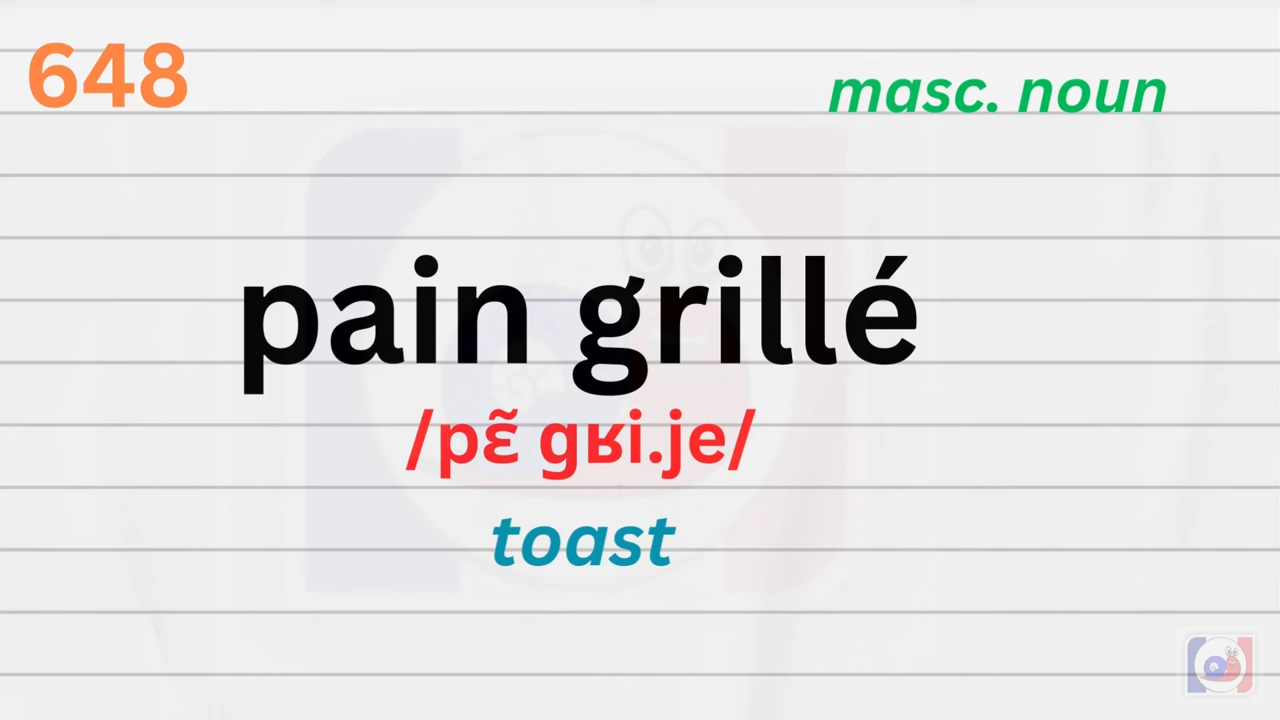 648
masc. noun
pain grillé
/pɛ̃ ɡʁi.je/
toast